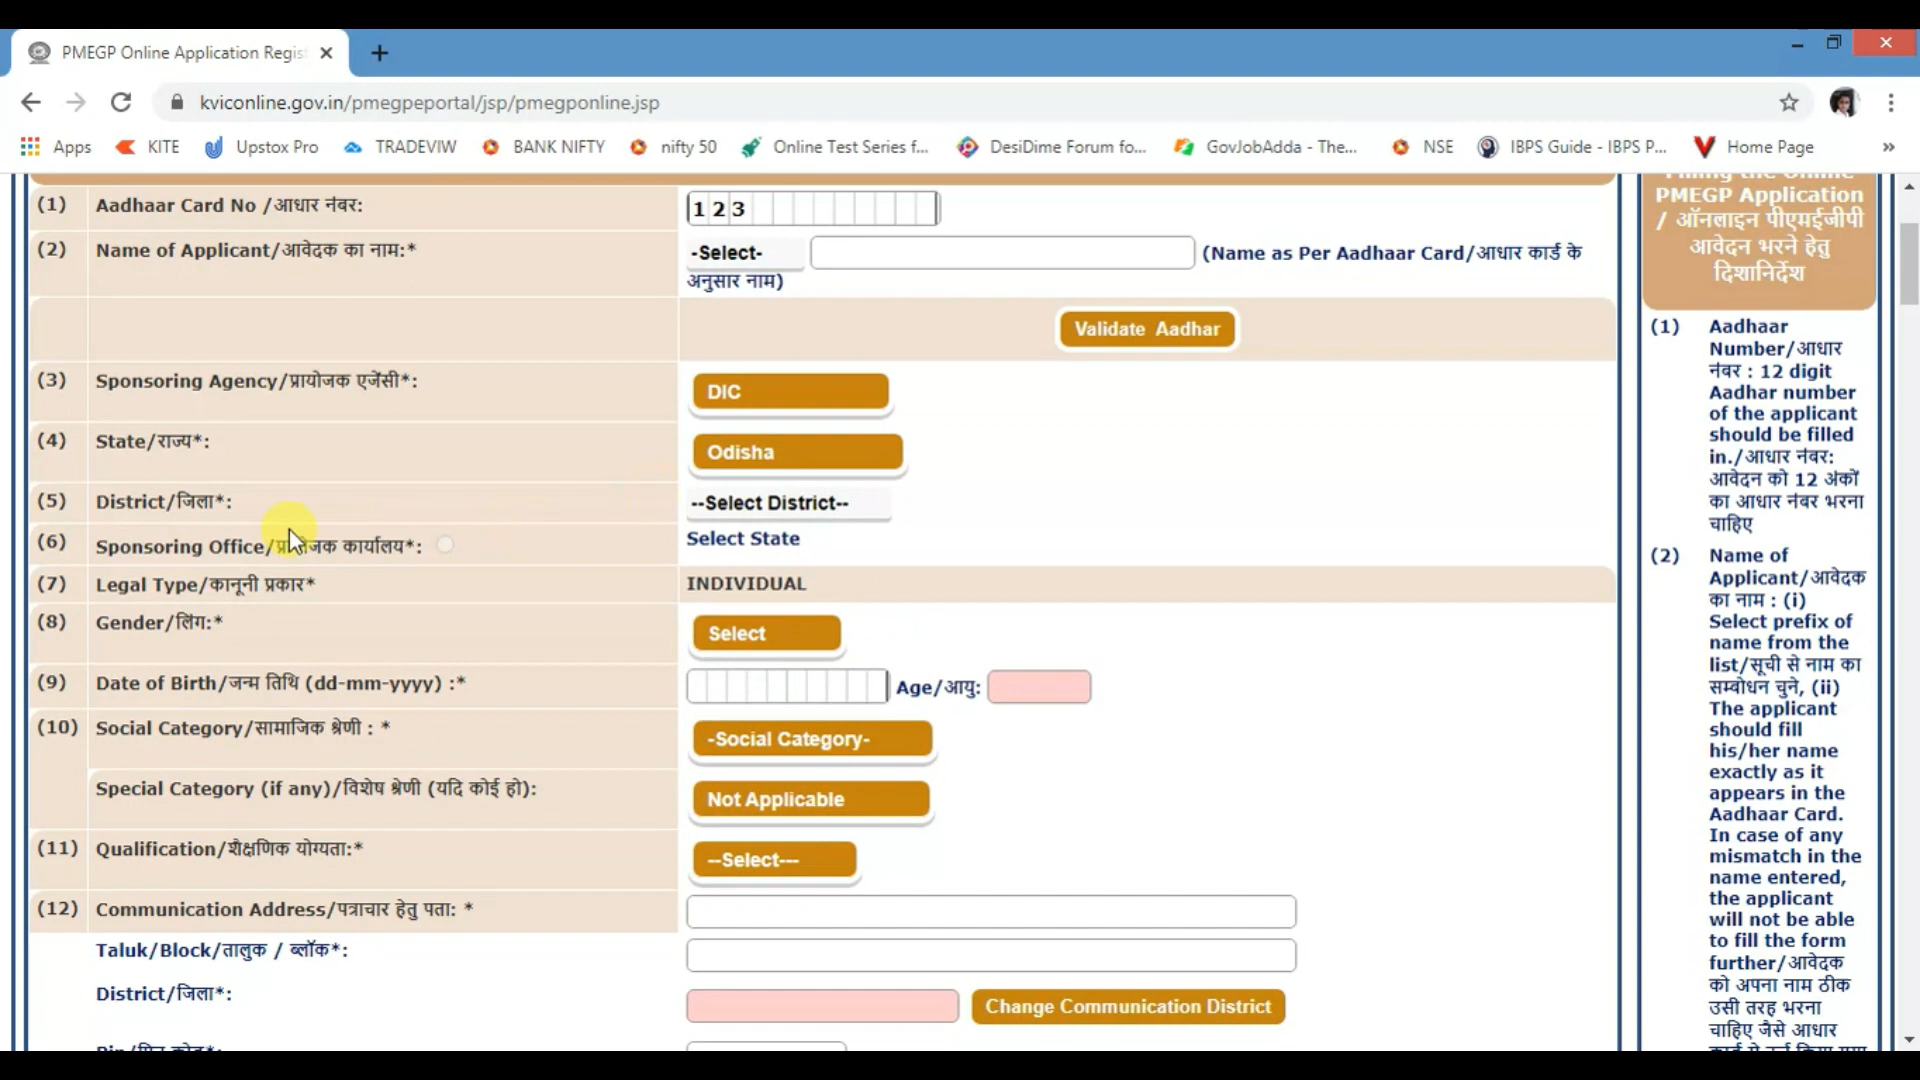 PMEGP Online Application Regis
kviconline.gov.in/pmegpeportal/jsp/pmegponline.jsp
Apps KITE Upstox Pro TRADEVIW BANK NIFTY nifty 50 Online Test Series f... DesiDime Forum fo... GovJobAdda - The... NSE IBPS Guide - IBPS P... Home Page »
(1) Aadhaar Card No /आधार नंबर: 123
(2) Name of Applicant/आवेदक का नाम:* -Select- (Name as Per Aadhaar Card/आधार कार्ड के
अनुसार नाम)
Validate Aadhar
(3) Sponsoring Agency/प्रायोजक एजेंसी*: DIC
(4) State/राज्य*: Odisha
(5) District/जिला*: --Select District--
(6) Sponsoring Office/ कार्यालय*: Select State
(7) Legal Type/कानूनी प्रकार* INDIVIDUAL
(8) Gender/लिंग:* Select
(9) Date of Birth/जन्म तिथि (dd-mm-yyyy) :* Age/आयु:
(10) Social Category/सामाजिक श्रेणी : * -Social Category-
Special Category (if any)/विशेष श्रेणी (यदि कोई हो): Not Applicable
(11) Qualification/शैक्षणिक योग्यता:* --Select---
(12) Communication Address/पत्राचार हेतु पता: *
Taluk/Block/तालुक / ब्लॉक*:
District/जिला*: Change Communication District
Filling the Online
PMEGP Application
/ ऑनलाइन पीएमईजीपी
आवेदन भरने हेतु
दिशानिर्देश
(1) Aadhaar
Number/आधार
नंबर : 12 digit
Aadhar number
of the applicant
should be filled
in./आधार नंबर:
आवेदन को 12 अंकों
का आधार नंबर भरना
चाहिए
(2) Name of
Applicant/आवेदक
का नाम : (i)
Select prefix of
name from the
list/सूची से नाम का
सम्बोधन चुने, (ii)
The applicant
should fill
his/her name
exactly as it
appears in the
Aadhaar Card.
In case of any
mismatch in the
name entered,
the applicant
will not be able
to fill the form
further/आवेदक
को अपना नाम ठीक
उसी तरह भरना
चाहिए जैसे आधार